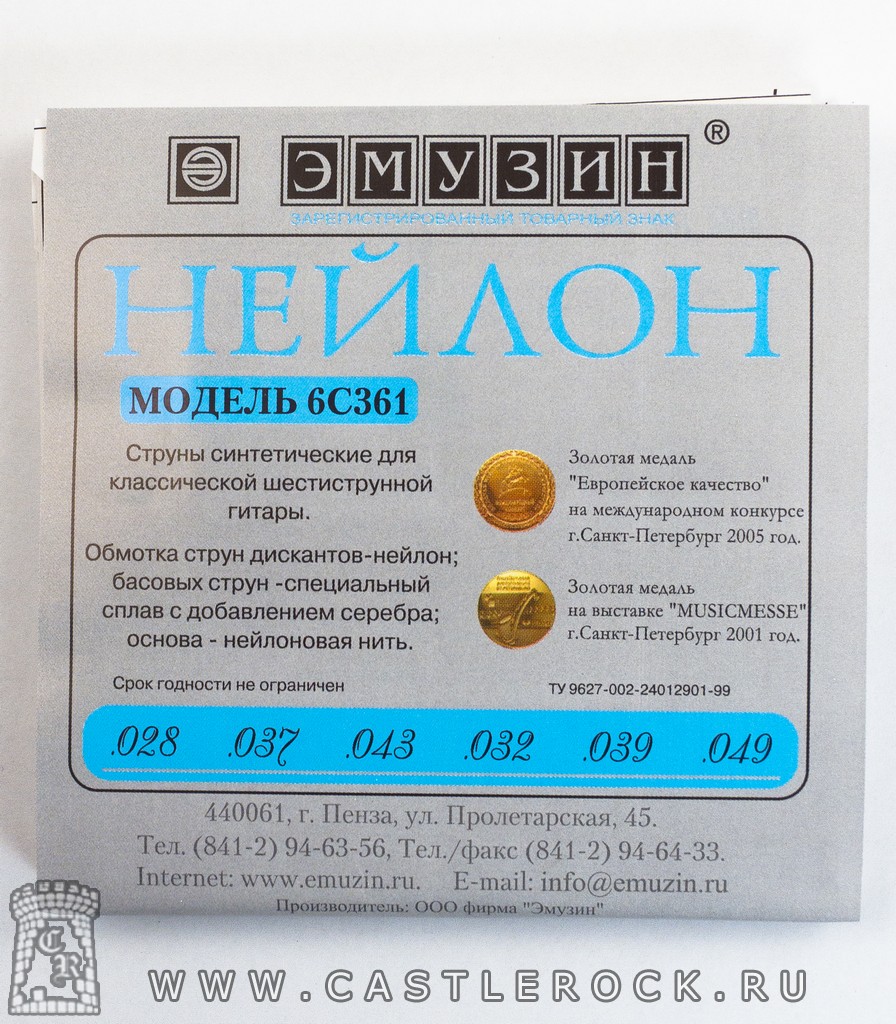 Э ЭМУЗИН ®
ЗАРЕГИСТРИРОВАННЫЙ ТОВАРНЫЙ ЗНАК
НЕЙЛОН
МОДЕЛЬ 6С361
Струны синтетические для
классической шестиструнной
гитары.
Обмотка струн дискантов-нейлон;
басовых струн -специальный
сплав с добавлением серебра;
основа - нейлоновая нить.
Золотая медаль
"Европейское качество"
на международном конкурсе
г.Санкт-Петербург 2005 год.
Золотая медаль
на выставке "MUSICMESSE"
г.Санкт-Петербург 2001 год.
Срок годности не ограничен
ТУ 9627-002-24012901-99
.028 .037 .043 .032 .039 .049
440061, г. Пенза, ул. Пролетарская, 45.
Тел. (841-2) 94-63-56, Тел./факс (841-2) 94-64-33.
Internet: www.emuzin.ru. E-mail: info@emuzin.ru
Производитель: ООО фирма "Эмузин"
CR
WWW.CASTLEROCK.RU